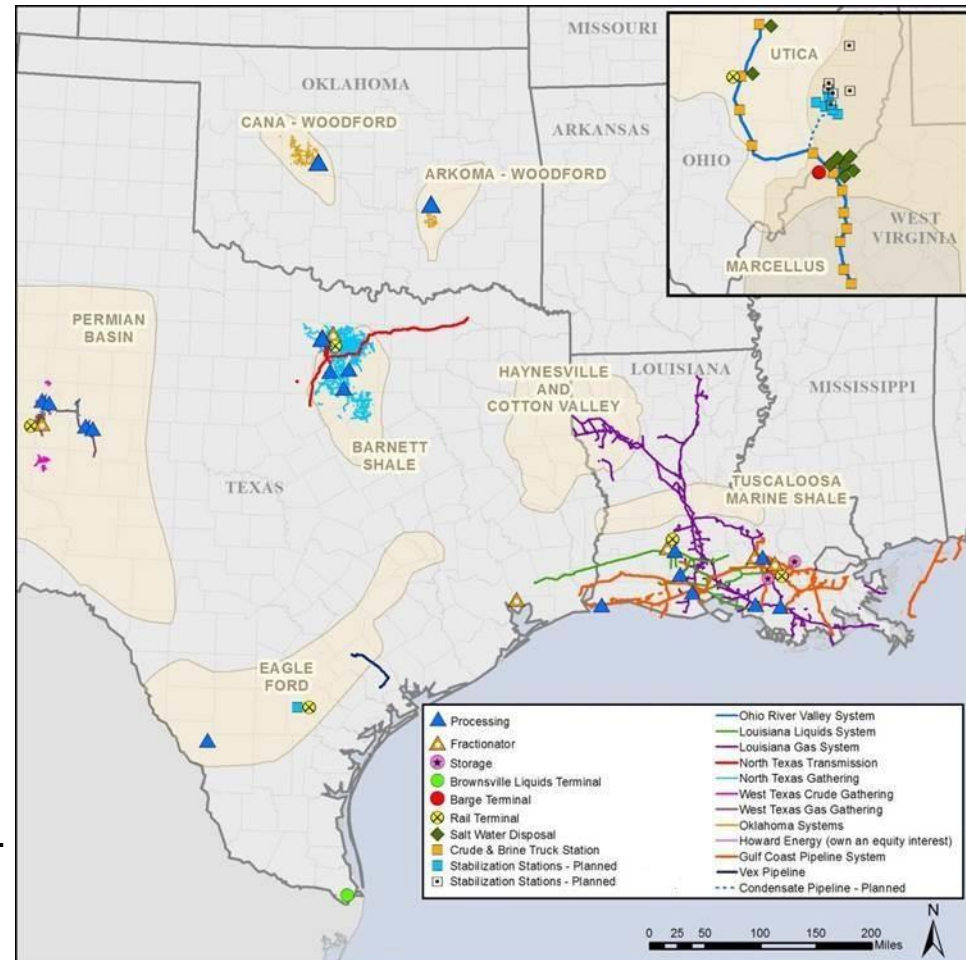 MISSOURI
OKLAHOMA
CANA - WOODFORD
ARKANSAS
ARKOMA - WOODFORD
UTICA
OHIO
WEST
VIRGINIA
MARCELLUS
PERMIAN
BASIN
HAYNESVILLE
AND
COTTON VALLEY
LOUISIANA
MISSISSIPPI
BARNETT
SHALE
TEXAS
TUSCALOOSA
MARINE SHALE
EAGLE
FORD
Processing
Fractionator
Storage
Brownsville Liquids Terminal
Barge Terminal
Rail Terminal
Salt Water Disposal
Crude & Brine Truck Station
Stabilization Stations - Planned
Stabilization Stations - Planned
Ohio River Valley System
Louisiana Liquids System
Louisiana Gas System
North Texas Transmission
North Texas Gathering
West Texas Crude Gathering
West Texas Gas Gathering
Oklahoma Systems
Howard Energy (own an equity interest)
Gulf Coast Pipeline System
Vex Pipeline
Condensate Pipeline - Planned
N
0 25 50 100 150 200
Miles